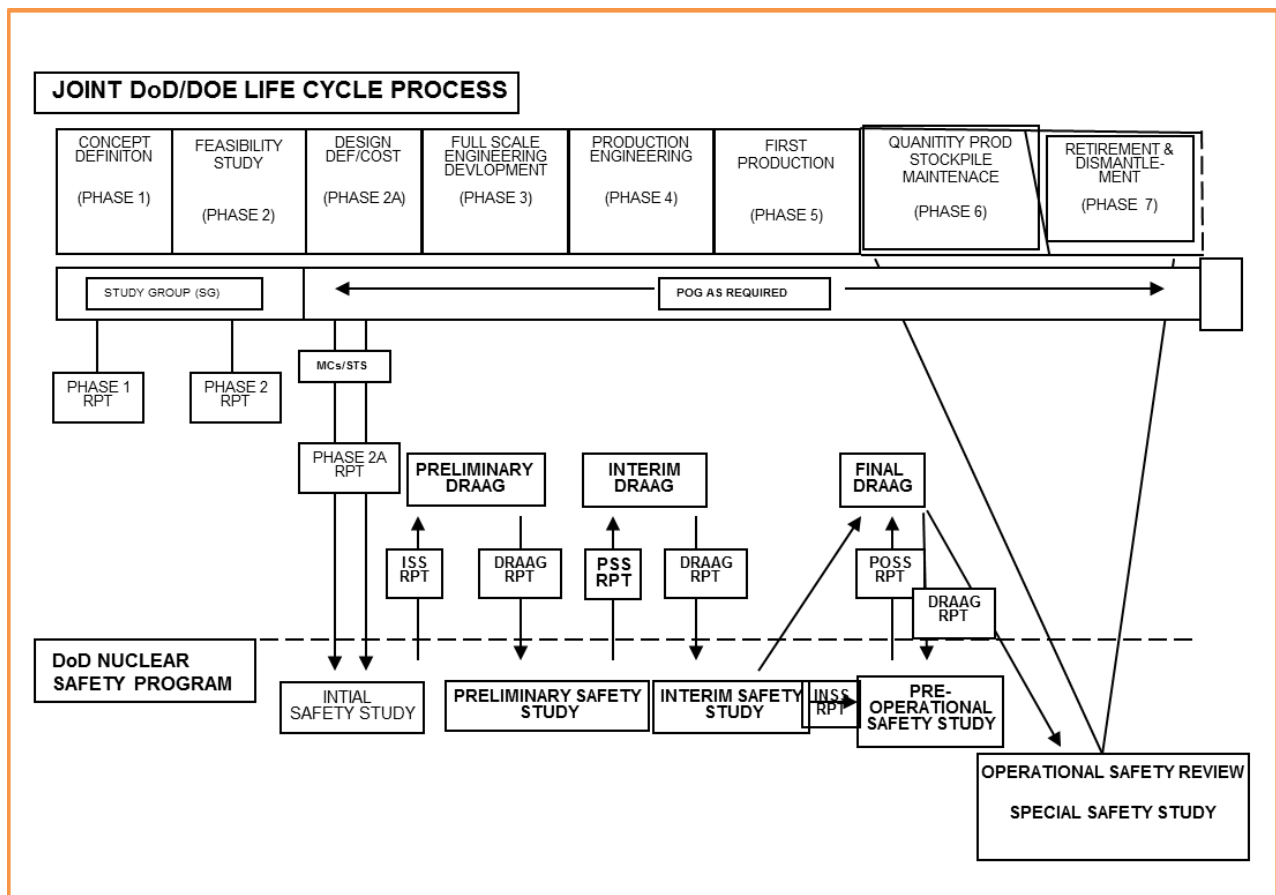 JOINT DoD/DOE LIFE CYCLE PROCESS
CONCEPT
DEFINITON
(PHASE 1)
FEASIBILITY
STUDY
(PHASE 2)
DESIGN
DEF/COST
(PHASE 2A)
FULL SCALE
ENGINEERING
DEVLOPMENT
(PHASE 3)
PRODUCTION
ENGINEERING
(PHASE 4)
FIRST
PRODUCTION
(PHASE 5)
QUANITITY PROD
STOCKPILE
MAINTENACE
(PHASE 6)
RETIREMENT &
DISMANTLE-
MENT
(PHASE 7)
STUDY GROUP (SG)
POG AS REQUIRED
MCs/STS
PHASE 1
RPT
PHASE 2
RPT
PHASE 2A
RPT
PRELIMINARY
DRAAG
INTERIM
DRAAG
FINAL
DRAAG
ISS
RPT
DRAAG
RPT
PSS
RPT
DRAAG
RPT
POSS
RPT
DRAAG
RPT
DoD NUCLEAR
SAFETY PROGRAM
INTIAL
SAFETY STUDY
PRELIMINARY SAFETY
STUDY
INTERIM SAFETY
STUDY
INSS
RPT
PRE-
OPERATIONAL
SAFETY STUDY
OPERATIONAL SAFETY REVIEW
SPECIAL SAFETY STUDY